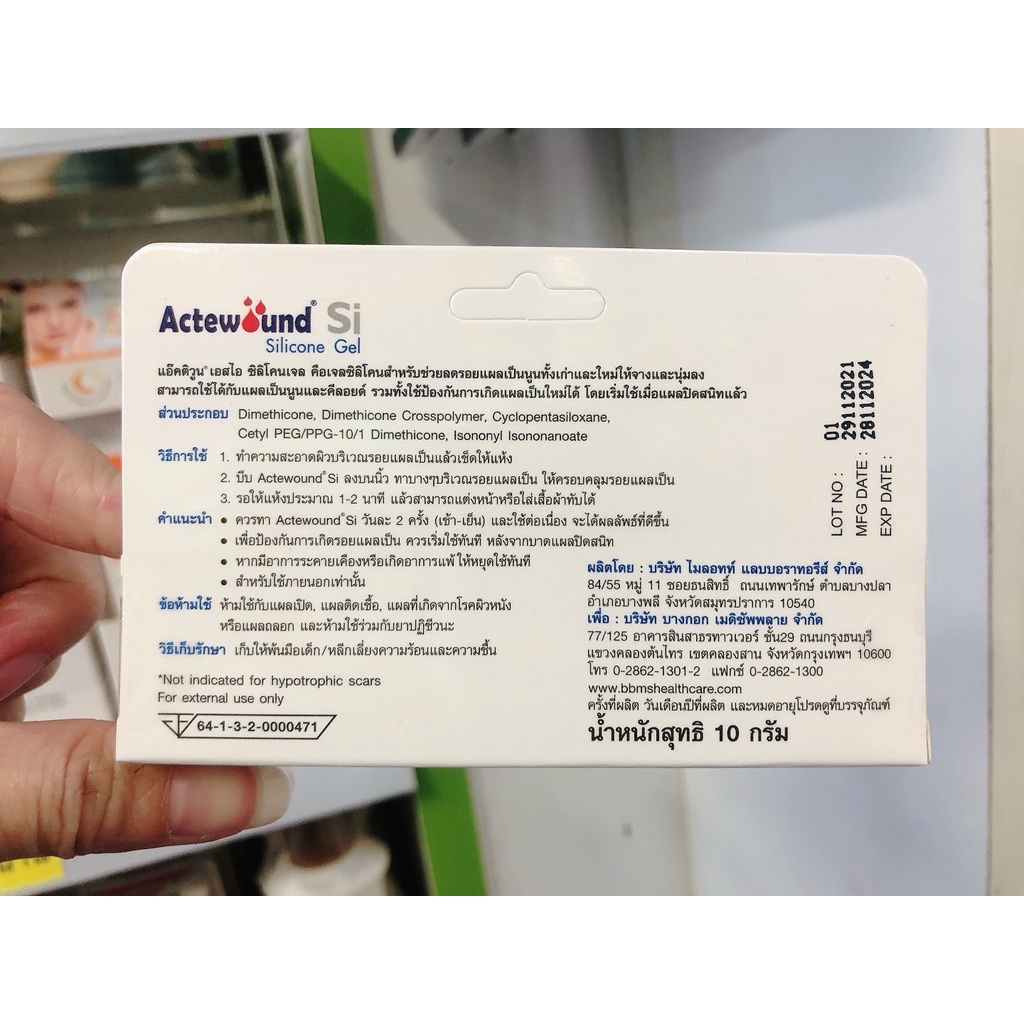 Actewound® Si
Silicone Gel
แอ๊คติวูน® เอสไอ ซิลิโคนเจล คือเจลซิลิโคนสำหรับช่วยลดรอยแผลเป็นนูนทั้งเก่าและใหม่ให้จางและนุ่มลง
สามารถใช้ได้กับแผลเป็นนูนและคีลอยด์ รวมทั้งใช้ป้องกันการเกิดแผลเป็นใหม่ได้ โดยเริ่มใช้เมื่อแผลปิดสนิทแล้ว
ส่วนประกอบ Dimethicone, Dimethicone Crosspolymer, Cyclopentasiloxane,
Cetyl PEG/PPG-10/1 Dimethicone, Isononyl Isononanoate
วิธีการใช้ 1. ทำความสะอาดผิวบริเวณรอยแผลเป็นแล้วเช็ดให้แห้ง
2. บีบ Actewound® Si ลงบนนิ้ว ทาบางๆบริเวณรอยแผลเป็น ให้ครอบคลุมรอยแผลเป็น
3. รอให้แห้งประมาณ 1-2 นาที แล้วสามารถแต่งหน้าหรือใส่เสื้อผ้าทับได้
คำแนะนำ • ควรทา Actewound® Si วันละ 2 ครั้ง (เช้า-เย็น) และใช้ต่อเนื่อง จะได้ผลลัพธ์ที่ดีขึ้น
• เพื่อป้องกันการเกิดรอยแผลเป็น ควรเริ่มใช้ทันที หลังจากบาดแผลปิดสนิท
• หากมีอาการระคายเคืองหรือเกิดอาการแพ้ ให้หยุดใช้ทันที
• สำหรับใช้ภายนอกเท่านั้น
ข้อห้ามใช้ ห้ามใช้กับแผลเปิด, แผลติดเชื้อ, แผลที่เกิดจากโรคผิวหนัง
หรือแผลถลอก และห้ามใช้ร่วมกับยาปฏิชีวนะ
วิธีเก็บรักษา เก็บให้พ้นมือเด็ก/หลีกเลี่ยงความร้อนและความชื้น
*Not indicated for hypotrophic scars
For external use only
64-1-3-2-0000471
LOT NO : 01
MFG DATE : 29112021
EXP DATE : 28112024
ผลิตโดย : บริษัท ไมลอทท์ แลบบอราทอรีส์ จำกัด
84/55 หมู่ 11 ซอยธนสิทธิ์ ถนนเทพารักษ์ ตำบลบางปลา
อำเภอบางพลี จังหวัดสมุทรปราการ 10540
เพื่อ : บริษัท บางกอก เมดิซัพพลาย จำกัด
77/125 อาคารสินสาธรทาวเวอร์ ชั้น29 ถนนกรุงธนบุรี
แขวงคลองต้นไทร เขตคลองสาน จังหวัดกรุงเทพฯ 10600
โทร 0-2862-1301-2 แฟกซ์ 0-2862-1300
www.bbmshealthcare.com
ครั้งที่ผลิต วันเดือนปีที่ผลิต และหมดอายุโปรดดูที่บรรจุภัณฑ์
น้ำหนักสุทธิ 10 กรัม